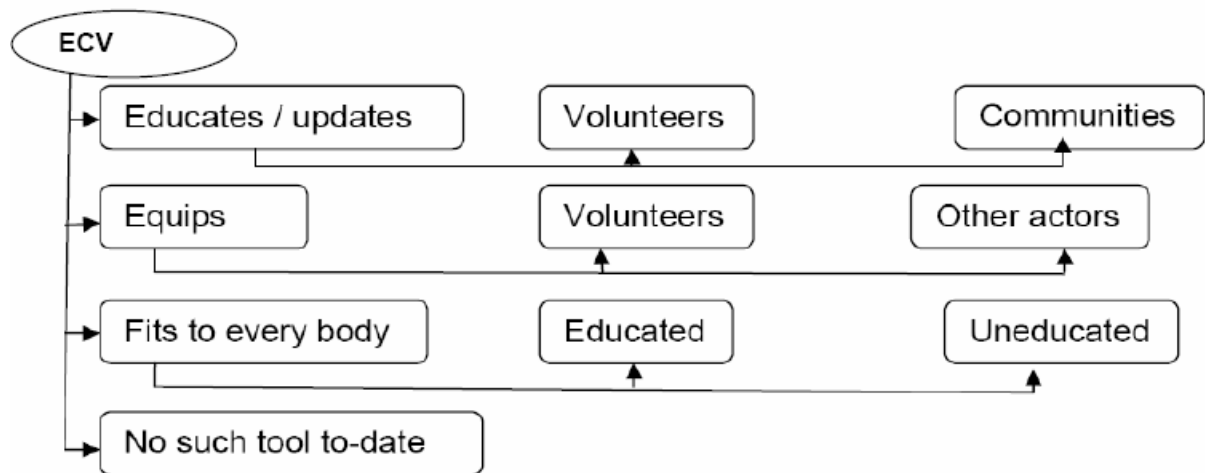 ECV
Educates / updates
Volunteers
Communities
Equips
Volunteers
Other actors
Fits to every body
Educated
Uneducated
No such tool to-date